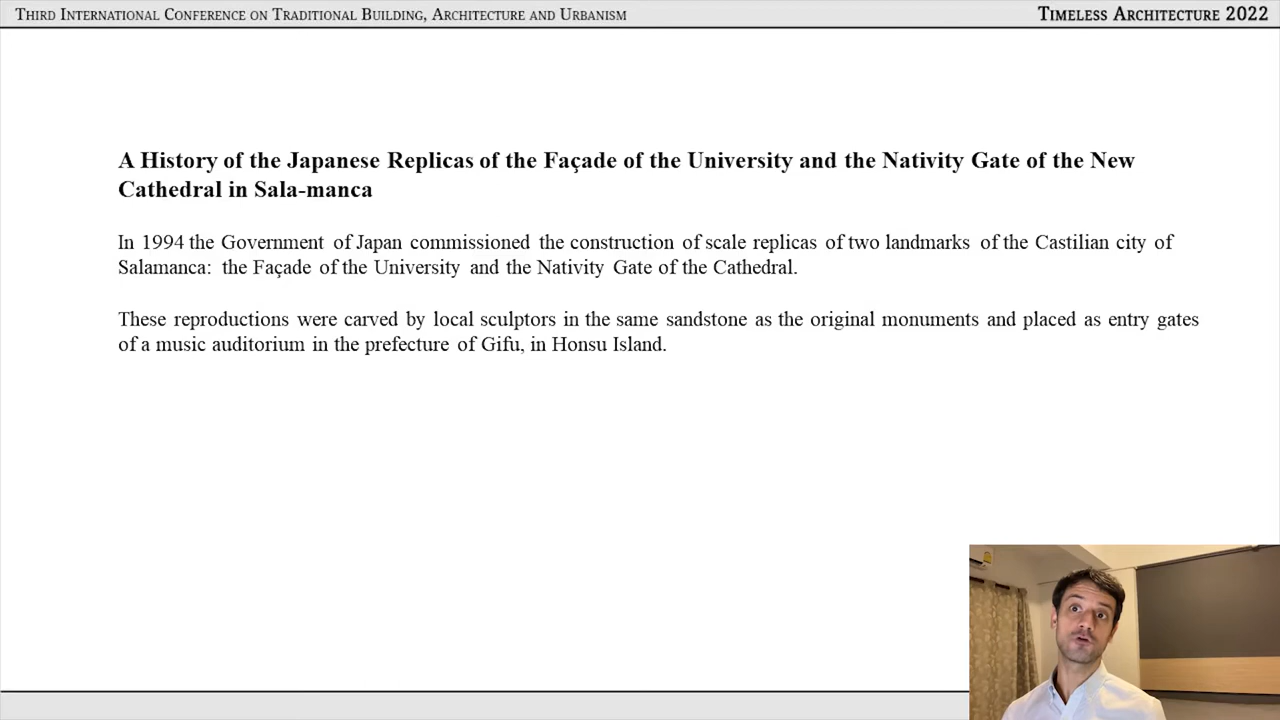 Third International Conference on Traditional Building, Architecture and Urbanism
Timeless Architecture 2022
A History of the Japanese Replicas of the Façade of the University and the Nativity Gate of the New
Cathedral in Sala-manca
In 1994 the Government of Japan commissioned the construction of scale replicas of two landmarks of the Castilian city of
Salamanca: the Façade of the University and the Nativity Gate of the Cathedral.
These reproductions were carved by local sculptors in the same sandstone as the original monuments and placed as entry gates
of a music auditorium in the prefecture of Gifu, in Honsu Island.